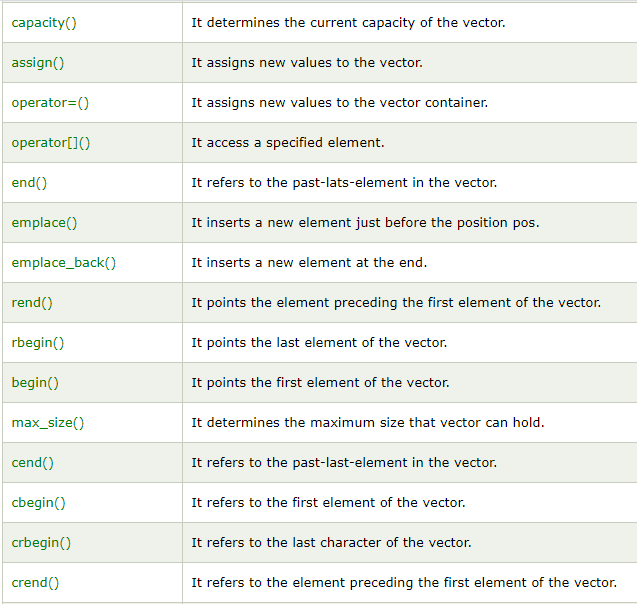 capacity() It determines the current capacity of the vector.
assign() It assigns new values to the vector.
operator=() It assigns new values to the vector container.
operator[]() It access a specified element.
end() It refers to the past-lats-element in the vector.
emplace() It inserts a new element just before the position pos.
emplace_back() It inserts a new element at the end.
rend() It points the element preceding the first element of the vector.
rbegin() It points the last element of the vector.
begin() It points the first element of the vector.
max_size() It determines the maximum size that vector can hold.
cend() It refers to the past-last-element in the vector.
cbegin() It refers to the first element of the vector.
crbegin() It refers to the last character of the vector.
crend() It refers to the element preceding the first element of the vector.